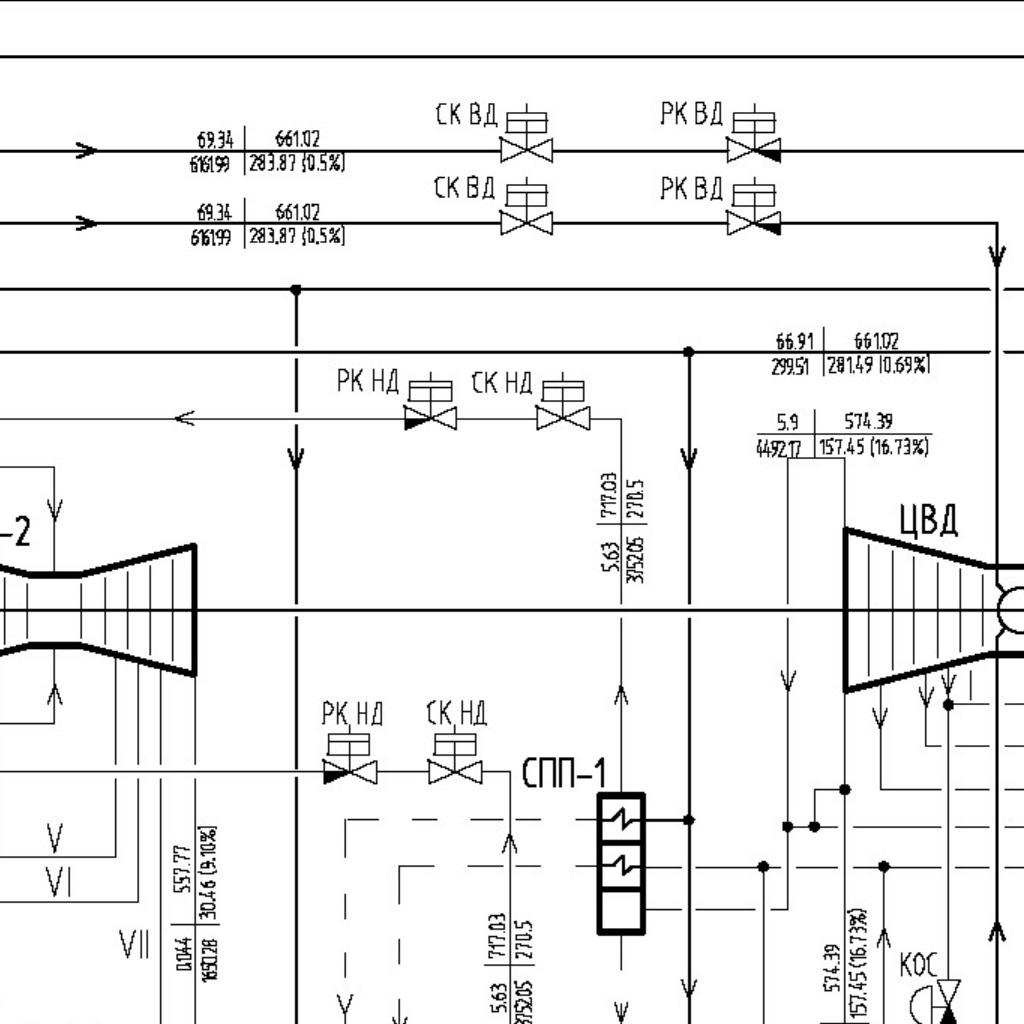 СК ВД
РК ВД
69.34
661.02
6161.99
283.87 (0.5%)
СК ВД
РК ВД
69.34
661.02
6161.99
283.87 (0.5%)
66.91
661.02
299.51
281.49 (0.69%)
РК НД
СК НД
5.9
574.39
4492.17
157.45 (16.73%)
717.03
270.5
5.63
3752.05
-2
ЦВД
РК НД
СК НД
СПП-1
V
VI
VII
557.77
30.46 (9.10%)
0.044
1650.28
717.03
270.5
5.63
3752.05
574.39
157.45 (16.73%)
КОС